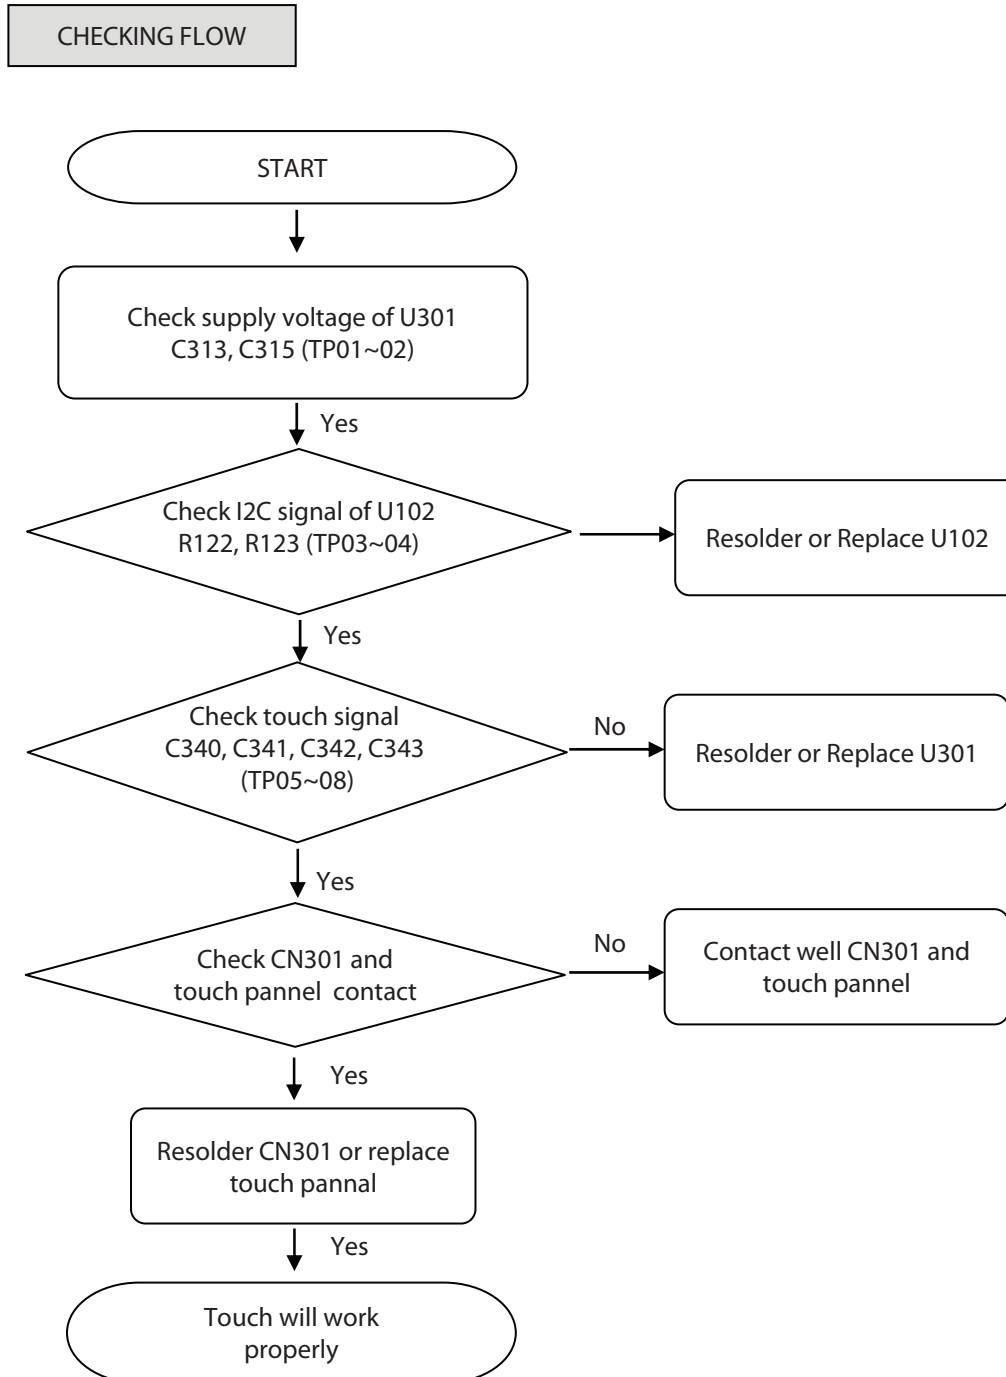 CHECKING FLOW
START
Check supply voltage of U301
C313, C315 (TP01~02)
Yes
Check I2C signal of U102
R122, R123 (TP03~04)
Resolder or Replace U102
Yes
Check touch signal
C340, C341, C342, C343
(TP05~08)
No
Resolder or Replace U301
Yes
Check CN301 and
touch pannel contact
No
Contact well CN301 and
touch pannel
Yes
Resolder CN301 or replace
touch pannal
Yes
Touch will work
properly